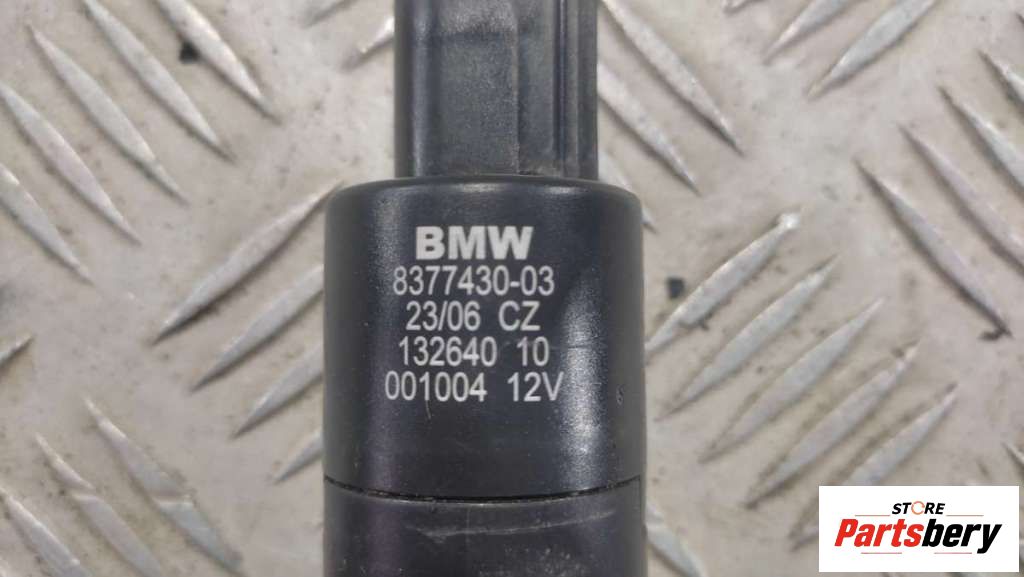 BMW
8377430-03
23/06 CZ
132640 10
001004 12V
STORE
Partsbery